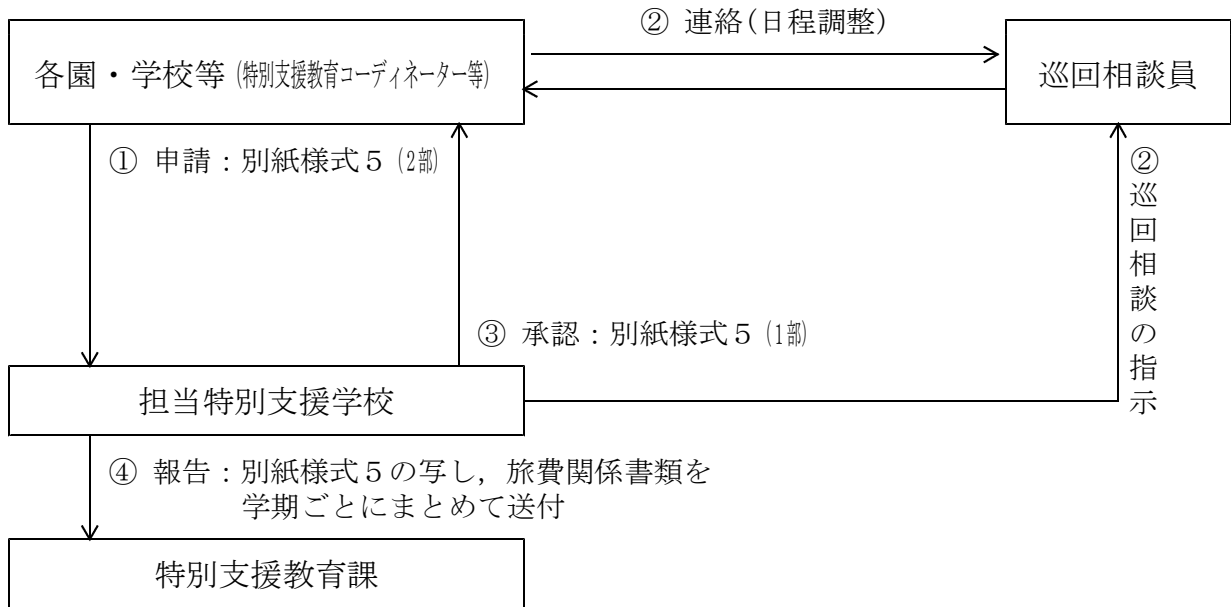 ② 連絡(日程調整)
各園・学校等(特別支援教育コーディネーター等)
巡回相談員
① 申請:別紙様式5(2部)
②巡回相談の指示
③ 承認:別紙様式5(1部)
担当特別支援学校
④ 報告:別紙様式5の写し,旅費関係書類を
学期ごとにまとめて送付
特別支援教育課